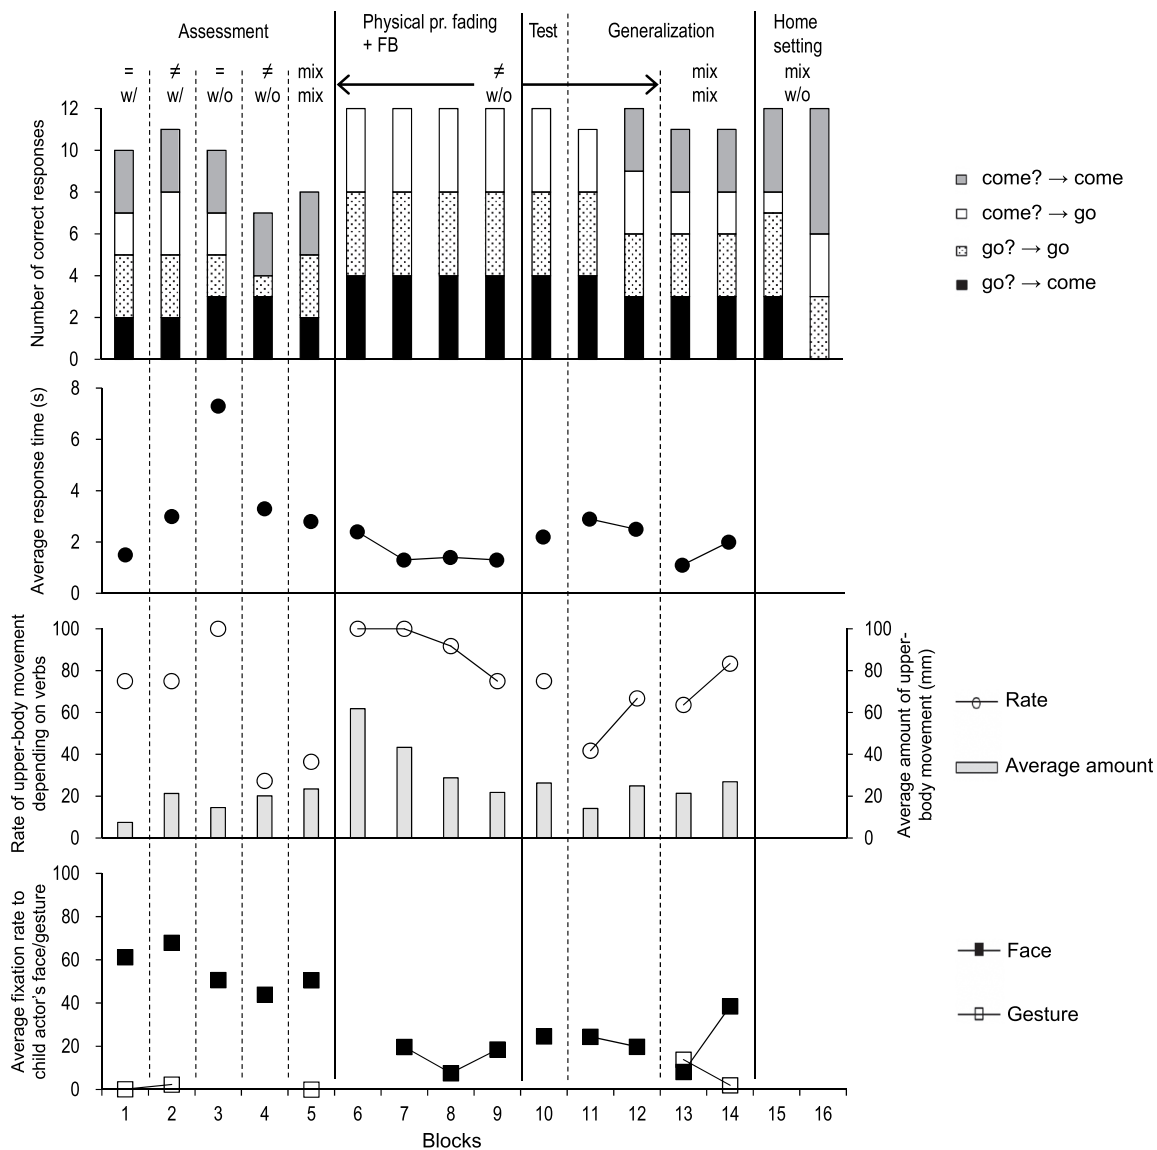 Assessment
Physical pr. fading
+ FB
Test
Generalization
Home
setting
= ≠ = ≠ mix ≠ mix mix
w/ w/ w/o w/o mix w/o mix w/o
Number of correct responses
12
10
8
6
4
2
0
come? → come
come? → go
go? → go
go? → come
Average response time (s)
8
6
4
2
0
Rate of upper-body movement
depending on verbs
100
80
60
40
20
0
100
80
60
40
20
0
Average amount of upper-
body movement (mm)
Rate
Average amount
Average fixation rate to
child actor's face/gesture
100
80
60
40
20
0
Face
Gesture
1 2 3 4 5 6 7 8 9 10 11 12 13 14 15 16
Blocks